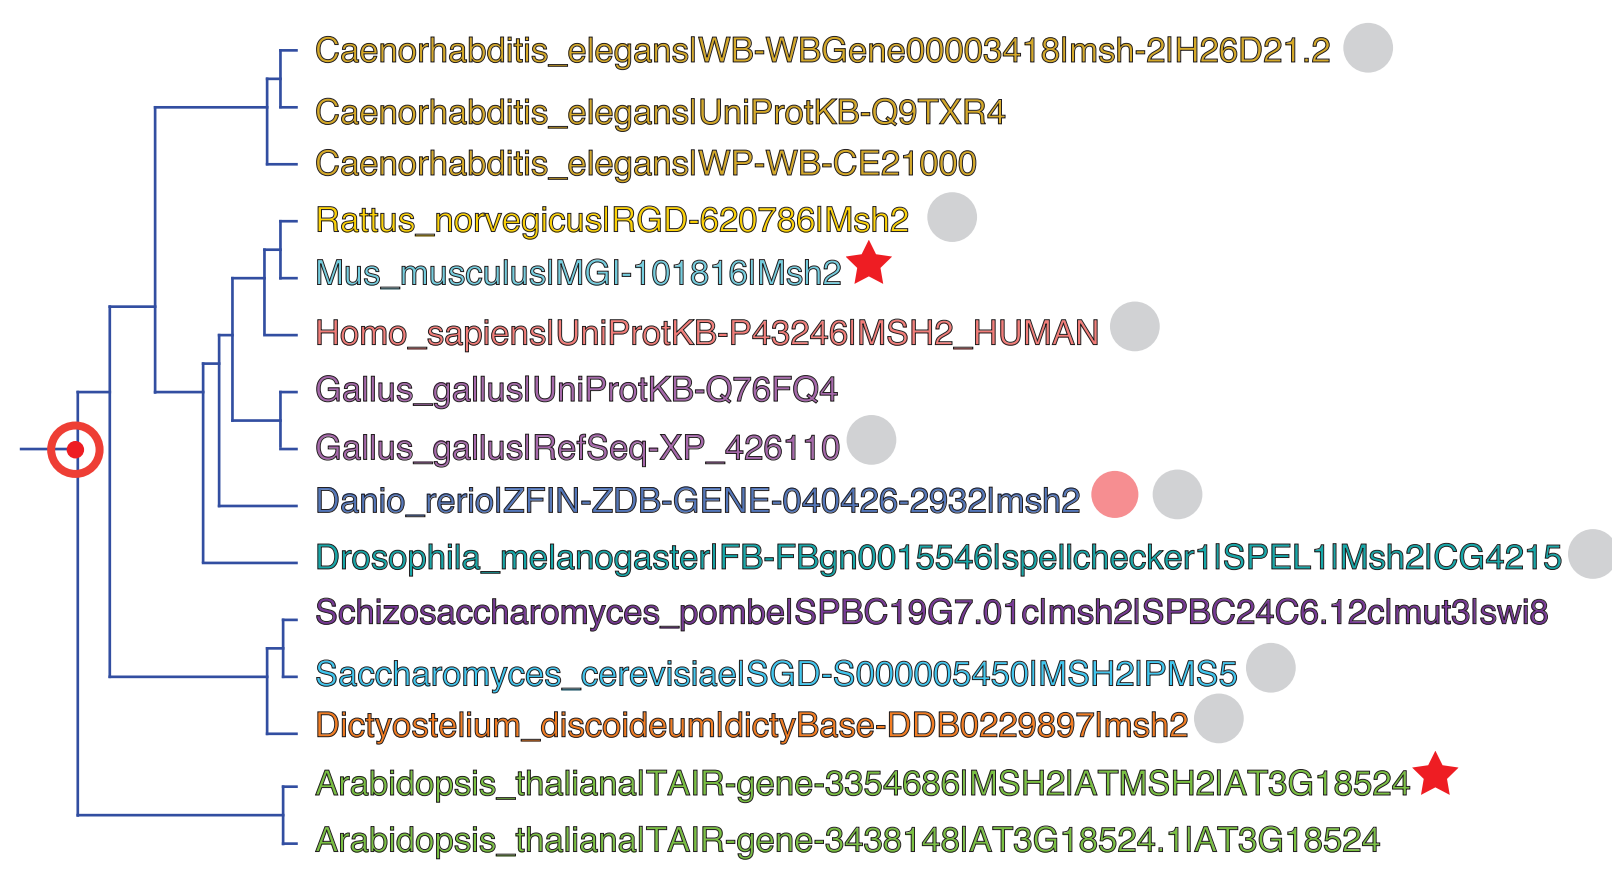 Caenorhabditis_elegans|WB-WBGene00003418|msh-2|H26D21.2
Caenorhabditis_elegans|UniProtKB-Q9TXR4
Caenorhabditis_elegans|WP-WB-CE21000
Rattus_norvegicus|RGD-620786|Msh2
Mus_musculus|MGI-101816|Msh2
Homo_sapiens|UniProtKB-P43246|MSH2_HUMAN
Gallus_gallus|UniProtKB-Q76FQ4
Gallus_gallus|RefSeq-XP_426110
Danio_rerio|ZFIN-ZDB-GENE-040426-2932|msh2
Drosophila_melanogaster|FB-FBgn0015546|spellchecker1|SPEL1|Msh2|CG4215
Schizosaccharomyces_pombe|SPBC19G7.01c|msh2|SPBC24C6.12c|mut3|swi8
Saccharomyces_cerevisiae|SGD-S000005450|MSH2|PMS5
Dictyostelium_discoideum|dictyBase-DDB0229897|msh2
Arabidopsis_thaliana|TAIR-gene-3354686|MSH2|ATMSH2|AT3G18524
Arabidopsis_thaliana|TAIR-gene-3438148|AT3G18524.1|AT3G18524